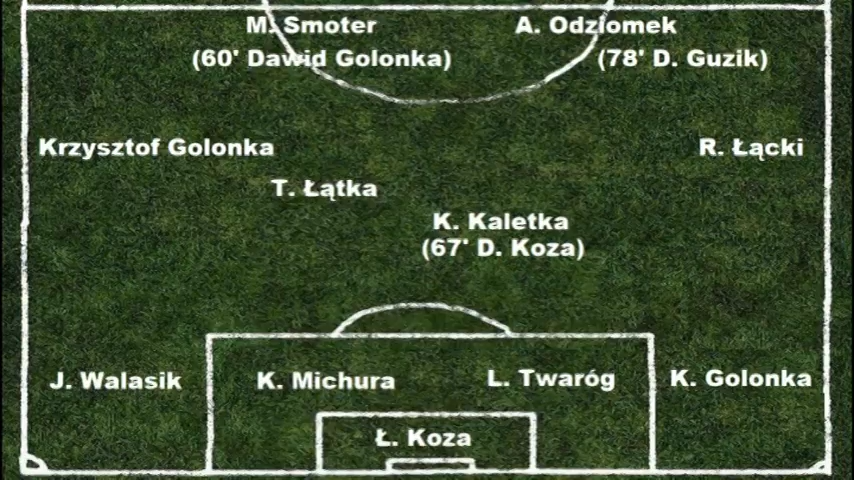 M. Smoter A. Odziomek
(60' Dawid Golonka) (78' D. Guzik)
Krzysztof Golonka R. Łącki
T. Łątka
K. Kaletka
(67' D. Koza)
J. Walasik K. Michura L. Twaróg K. Golonka
Ł. Koza